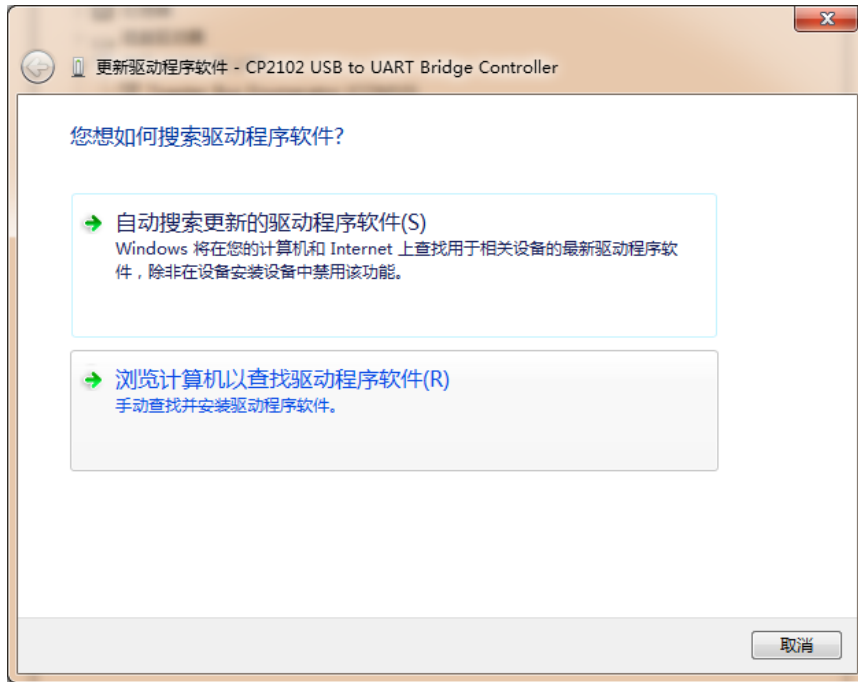 更新驱动程序软件 - CP2102 USB to UART Bridge Controller
您想如何搜索驱动程序软件?
自动搜索更新的驱动程序软件(S)
Windows 将在您的计算机和 Internet 上查找用于相关设备的最新驱动程序软
件，除非在设备安装设备中禁用该功能。
浏览计算机以查找驱动程序软件(R)
手动查找并安装驱动程序软件。
取消